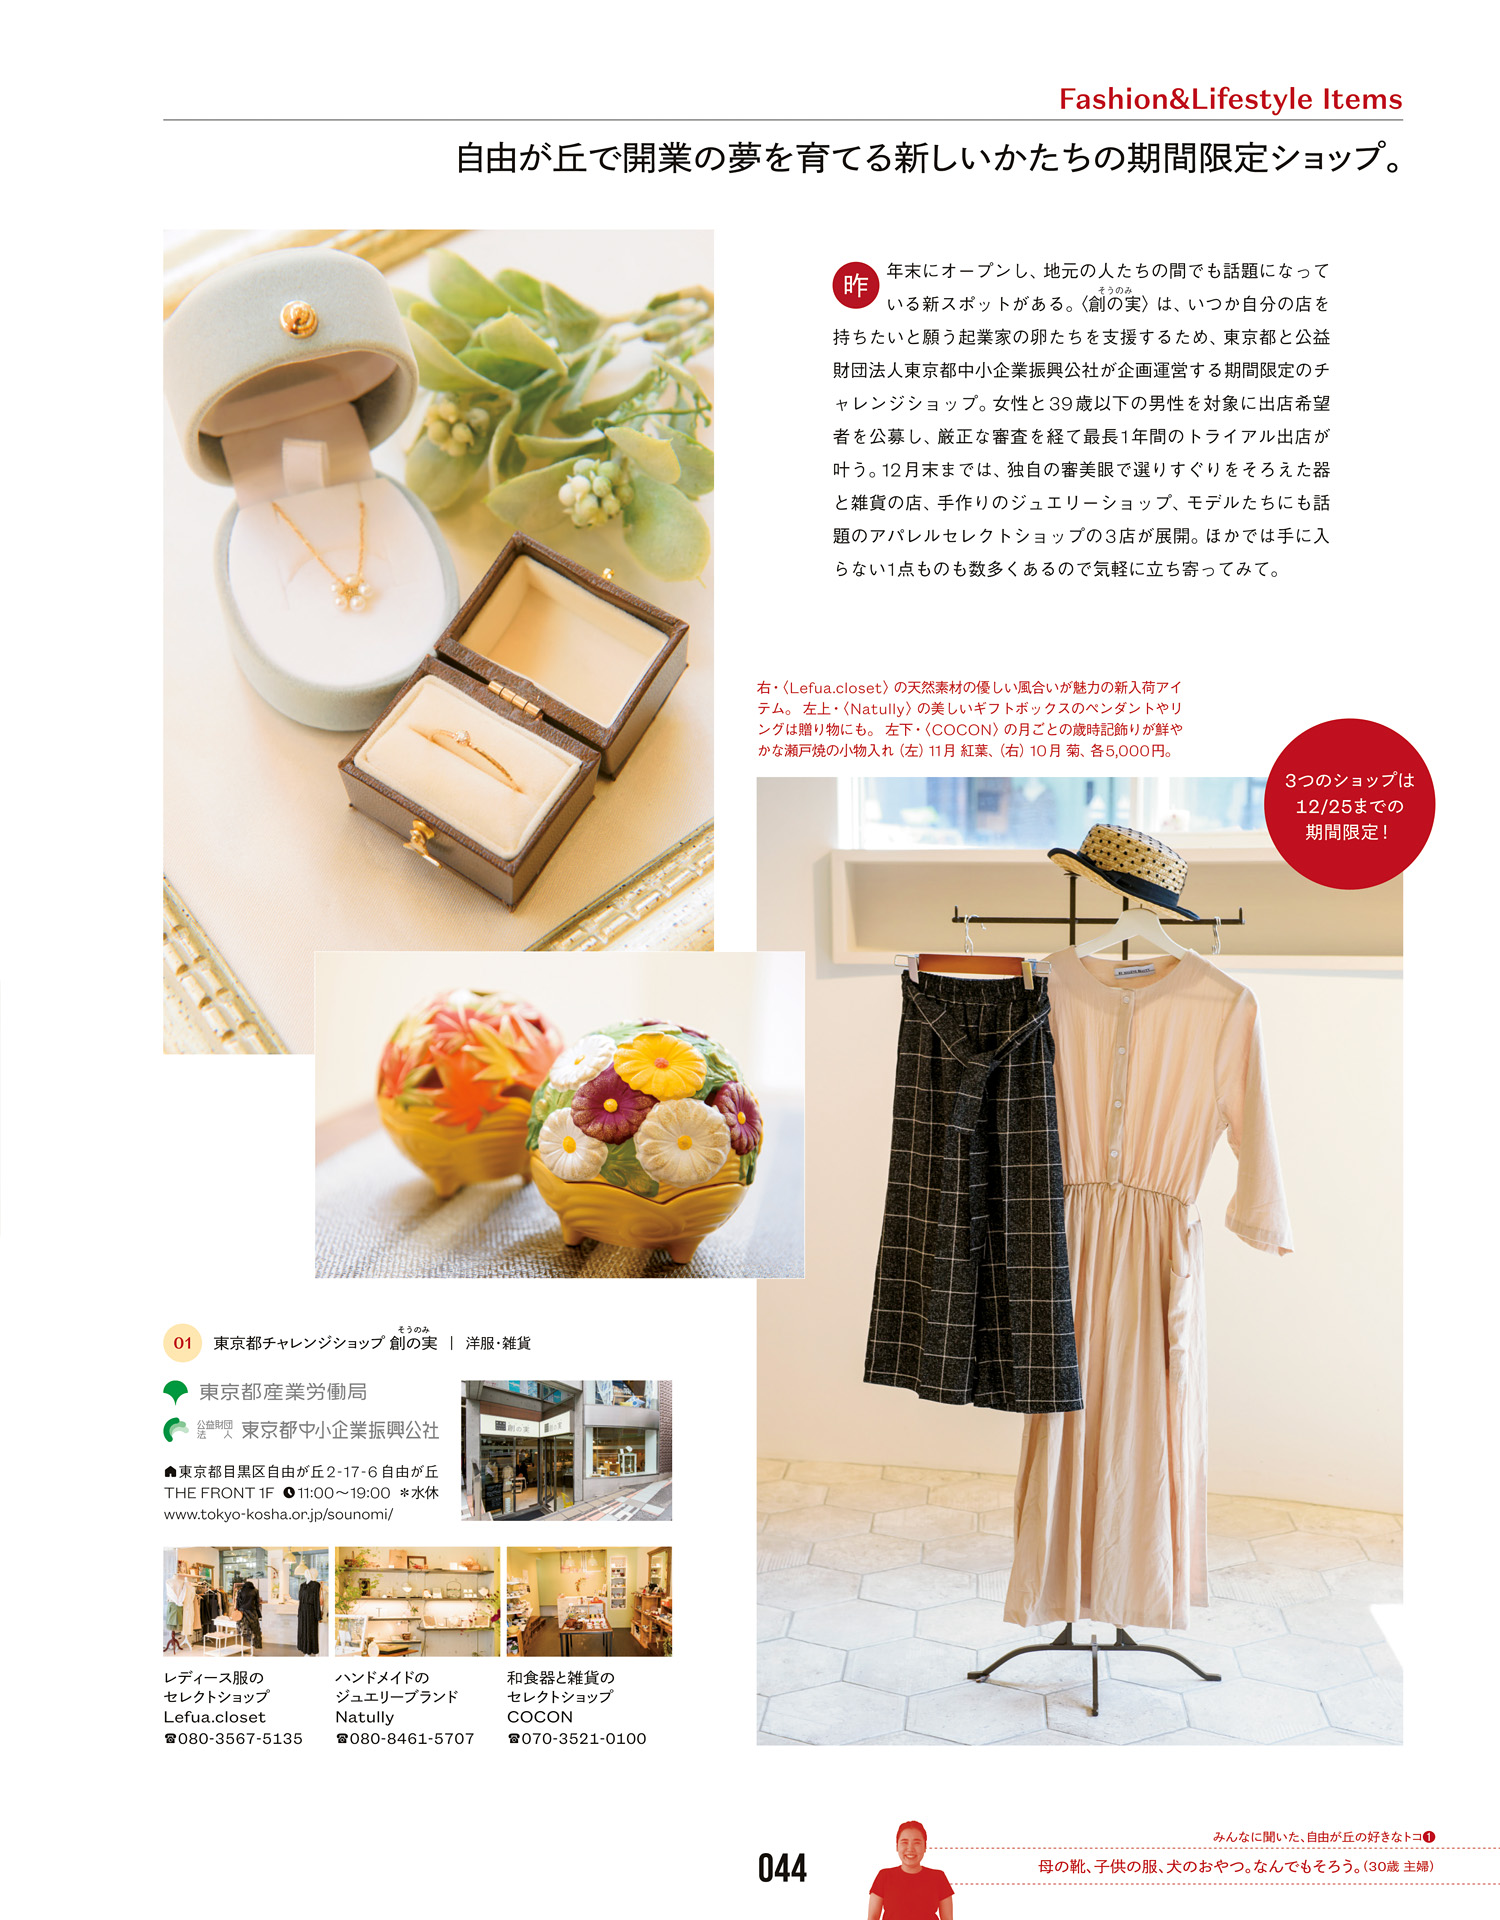 Fashion&Lifestyle Items
自由が丘で開業の夢を育てる新しいかたちの期間限定ショップ。
昨年末にオープンし、地元の人たちの間でも話題になって
そうのみ
いる新スポットがある。〈創の実〉は、いつか自分の店を
持ちたいと願う起業家の卵たちを支援するため、東京都と公益
財団法人東京都中小企業振興公社が企画運営する期間限定のチ
ャレンジショップ。女性と39歳以下の男性を対象に出店希望
者を公募し、厳正な審査を経て最長1年間のトライアル出店が
叶う。12月末までは、独自の審美眼で選りすぐりをそろえた器
と雑貨の店、手作りのジュエリーショップ、モデルたちにも話
題のアパレルセレクトショップの3店が展開。ほかでは手に入
らない1点ものも数多くあるので気軽に立ち寄ってみて。
右・〈Lefua.closet〉の天然素材の優しい風合いが魅力の新入荷アイ
テム。 左上・〈Natully〉の美しいギフトボックスのペンダントやリ
ングは贈り物にも。 左下・〈COCON〉の月ごとの歳時記飾りが鮮や
かな瀬戸焼の小物入れ（左）11月 紅葉、（右）10月 菊、各5,000円。
3つのショップは
12/25までの
期間限定！
01 東京都チャレンジショップ 創の実 | 洋服・雑貨
そうのみ
東京都産業労働局
公益財団法人 東京都中小企業振興公社
東京都目黒区自由が丘2-17-6 自由が丘
THE FRONT 1F 11:00〜19:00 ＊水休
www.tokyo-kosha.or.jp/sounomi/
創の実
レディース服の
セレクトショップ
Lefua.closet
☎080-3567-5135
ハンドメイドの
ジュエリーブランド
Natully
☎080-8461-5707
和食器と雑貨の
セレクトショップ
COCON
☎070-3521-0100
044
みんなに聞いた、自由が丘の好きなトコ❶
母の靴、子供の服、犬のおやつ。なんでもそろう。（30歳 主婦）